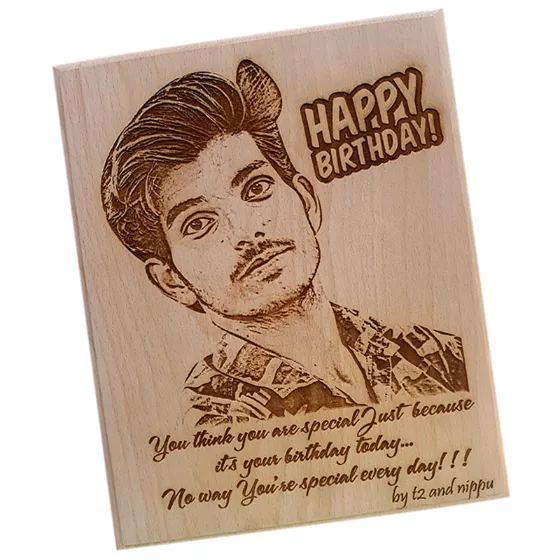 HAPPY
BIRTHDAY!
You think you are special Just because
it's your birthday today...
No way You're special every day!!!
by t2 and nippu